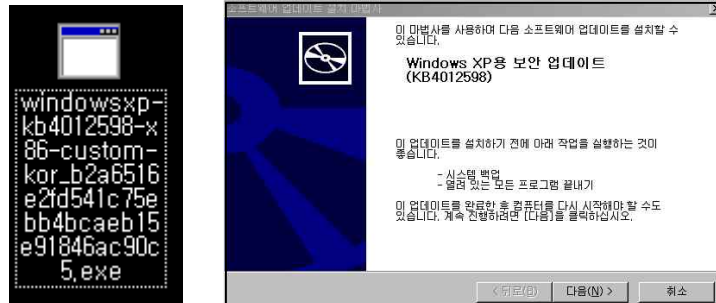 windowsxp-
kb4012598-x
86-custom-
kor_b2a6516
e2fd541c75e
bb4bcaeb15
e91846ac90c
5.exe
소프트웨어 업데이트 설치 마법사
이 마법사를 사용하여 다음 소프트웨어 업데이트를 설치할 수
있습니다.
Windows XP용 보안 업데이트
(KB4012598)
이 업데이트를 설치하기 전에 아래 작업을 실행하는 것이
좋습니다.
- 시스템 백업
- 열려 있는 모든 프로그램 끝내기
이 업데이트를 완료한 후 컴퓨터를 다시 시작해야 할 수도
있습니다. 계속 진행하려면 [다음]을 클릭하십시오.
< 뒤로(B) 다음(N) > 취소